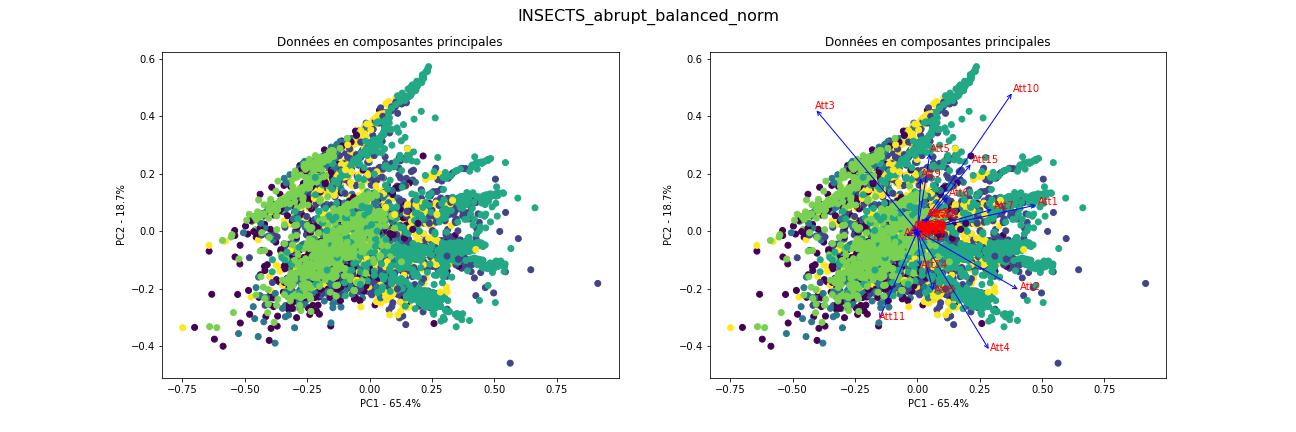 INSECTS_abrupt_balanced_norm
Données en composantes principales
0.6
0.4
0.2
0.0
−0.2
−0.4
PC2 - 18.7%
−0.75
−0.50
−0.25
0.00
0.25
0.50
0.75
PC1 - 65.4%
Données en composantes principales
0.6
0.4
0.2
0.0
−0.2
−0.4
PC2 - 18.7%
−0.75
−0.50
−0.25
0.00
0.25
0.50
0.75
PC1 - 65.4%
Att10
Att3
Att5
Att15
Att7
Att1
Att11
Att4